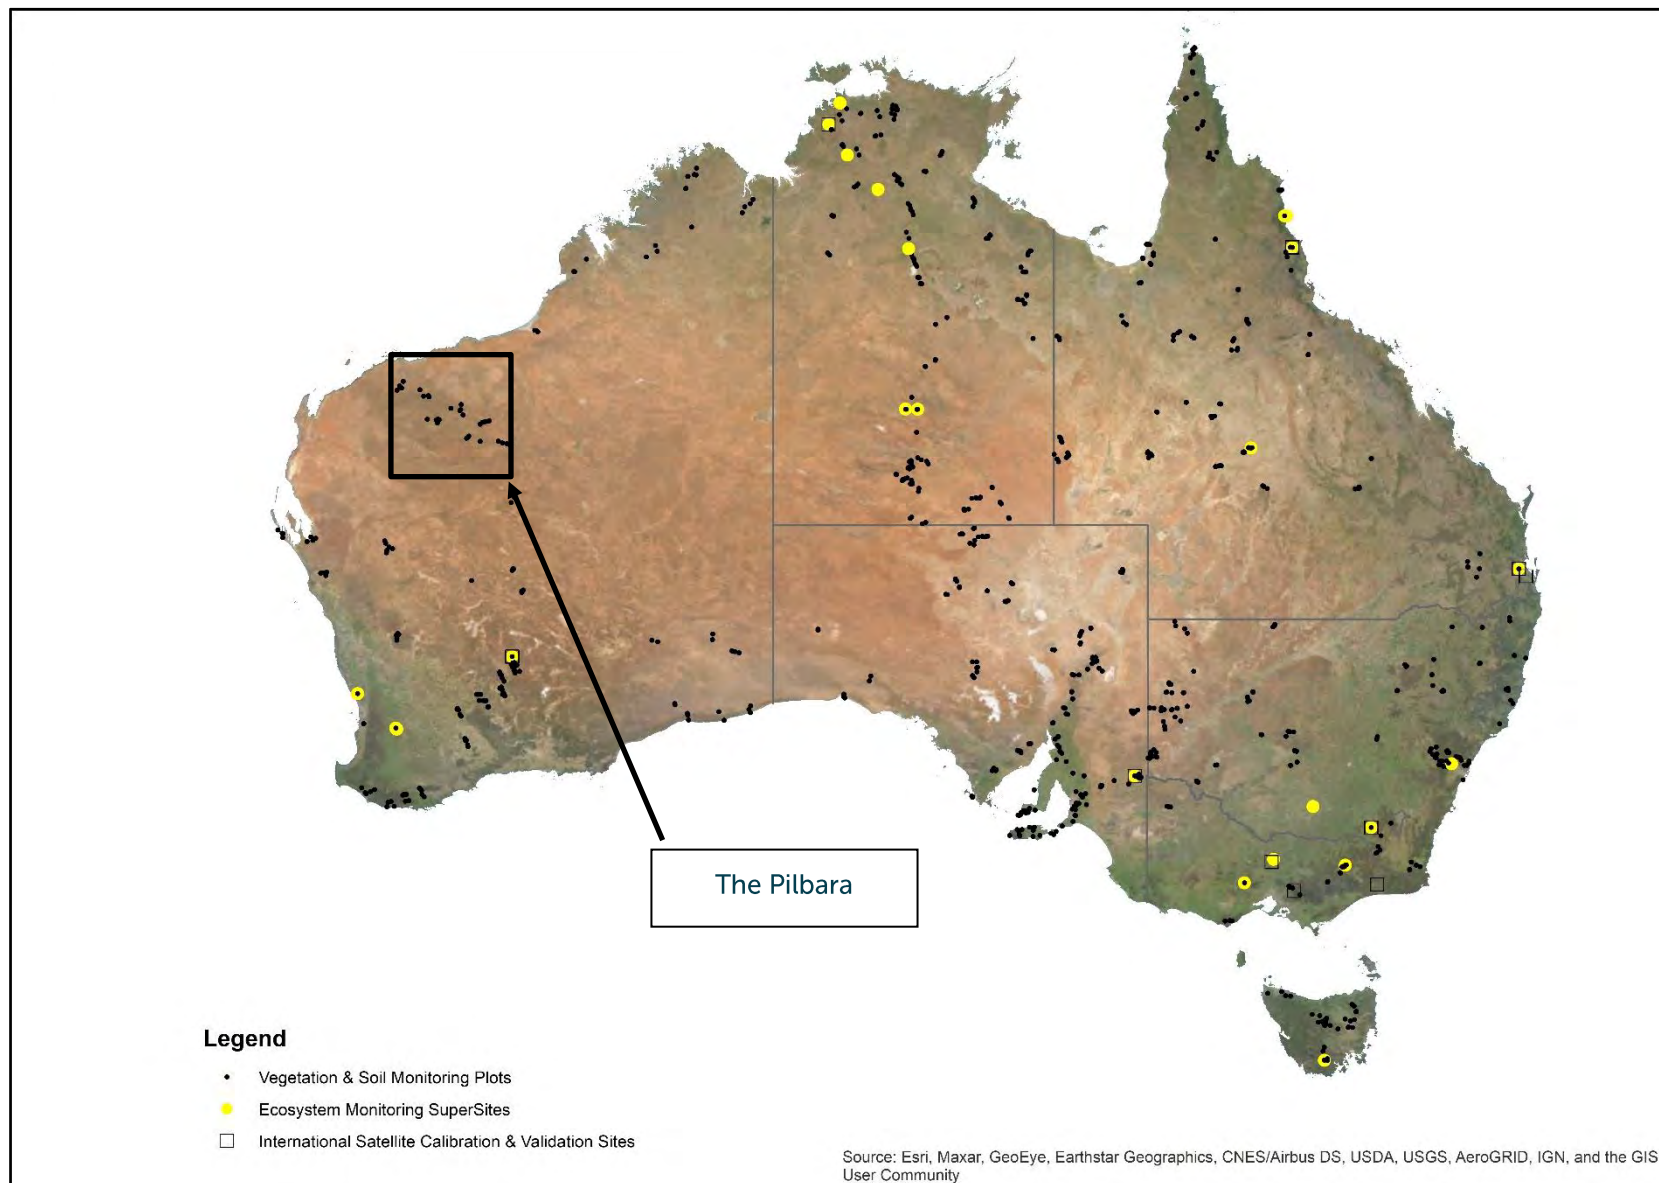 The Pilbara
Legend
Vegetation & Soil Monitoring Plots
Ecosystem Monitoring SuperSites
International Satellite Calibration & Validation Sites
Source: Esri, Maxar, GeoEye, Earthstar Geographics, CNES/Airbus DS, USDA, USGS, AeroGRID, IGN, and the GIS
User Community